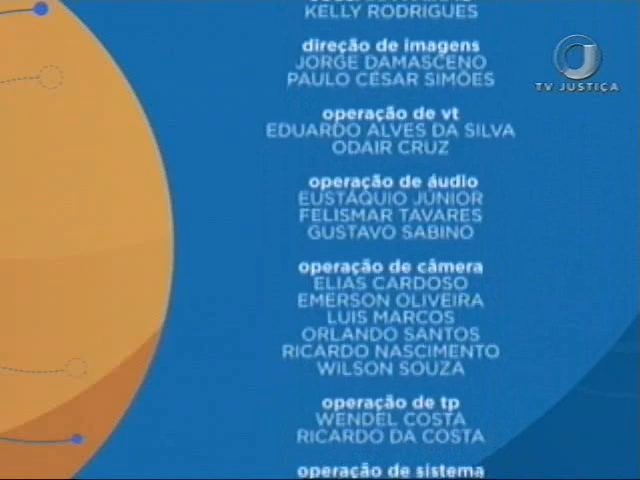 KELLY RODRIGUES
direção de imagens
JORGE DAMASCENO
PAULO CÉSAR SIMÕES
TV JUSTIÇA
operação de vt
EDUARDO ALVES DA SILVA
ODAIR CRUZ
operação de áudio
EUSTÁQUIO JÚNIOR
FELISMAR TAVARES
GUSTAVO SABINO
operação de câmera
ELIAS CARDOSO
EMERSON OLIVEIRA
LUIS MARCOS
ORLANDO SANTOS
RICARDO NASCIMENTO
WILSON SOUZA
operação de tp
WENDEL COSTA
RICARDO DA COSTA
operação de sistema